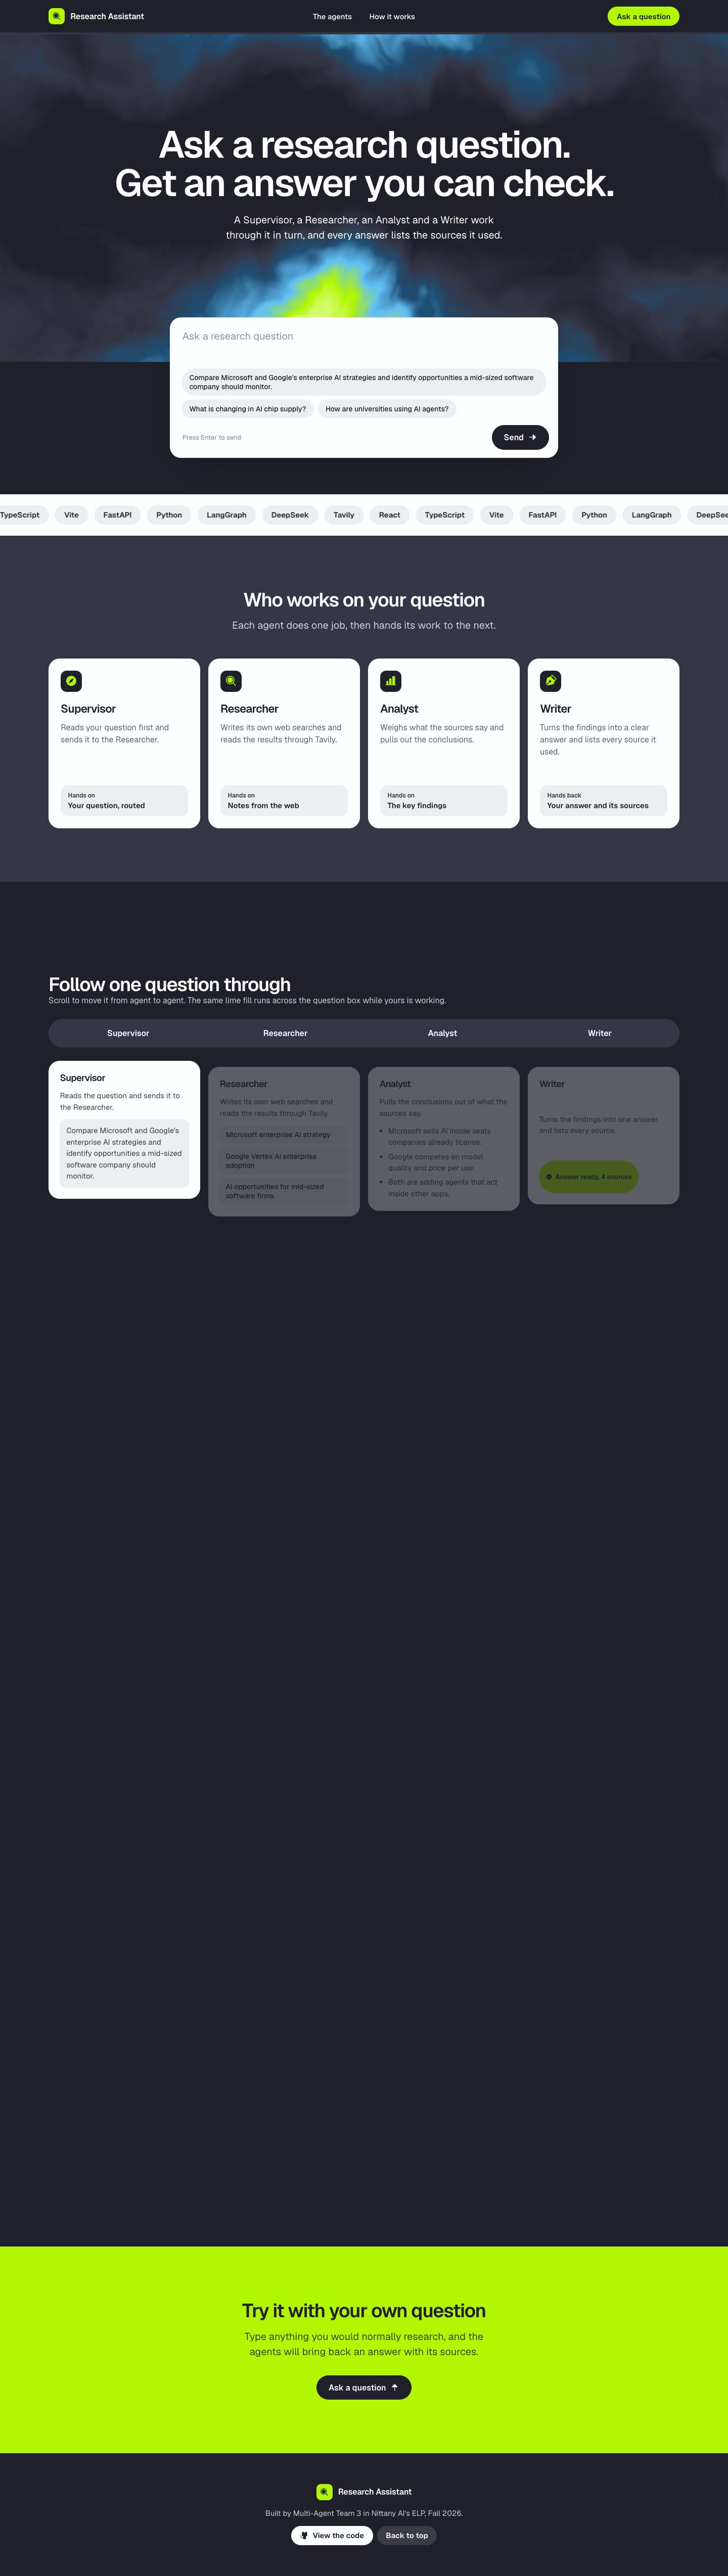 Research Assistant
The agents
How it works
Ask a question
Ask a research question.
Get an answer you can check.
A Supervisor, a Researcher, an Analyst and a Writer work
through it in turn, and every answer lists the sources it used.
Ask a research question
Compare Microsoft and Google's enterprise AI strategies and identify opportunities a mid-sized software
company should monitor.
What is changing in AI chip supply?
How are universities using AI agents?
Press Enter to send
Send
TypeScript Vite FastAPI Python LangGraph DeepSeek Tavily React TypeScript Vite FastAPI Python LangGraph DeepSee
Who works on your question
Each agent does one job, then hands its work to the next.
Supervisor
Reads your question first and
sends it to the Researcher.
Hands on
Your question, routed
Researcher
Writes its own web searches and
reads the results through Tavily.
Hands on
Notes from the web
Analyst
Weighs what the sources say and
pulls out the conclusions.
Hands on
The key findings
Writer
Turns the findings into a clear
answer and lists every source it
used.
Hands back
Your answer and its sources
Follow one question through
Scroll to move it from agent to agent. The same lime fill runs across the question box while yours is working.
Supervisor
Researcher
Analyst
Writer
Supervisor
Reads the question and sends it to
the Researcher.
Compare Microsoft and Google's
enterprise AI strategies and
identify opportunities a mid-sized
software company should
monitor.
Researcher
Writes its own web searches and
reads the results through Tavily.
Microsoft enterprise AI strategy
Google Vertex AI enterprise
adoption
AI opportunities for mid-sized
software firms
Analyst
Pulls the conclusions out of what the
sources say.
• Microsoft sells AI inside seats
companies already license.
• Google competes on model
quality and price per use.
• Both are adding agents that act
inside other apps.
Writer
Turns the findings into one answer
and lists every source.
Answer ready, 4 sources
Try it with your own question
Type anything you would normally research, and the
agents will bring back an answer with its sources.
Ask a question
Research Assistant
Built by Multi-Agent Team 3 in Nittany AI's ELP, Fall 2026.
View the code
Back to top